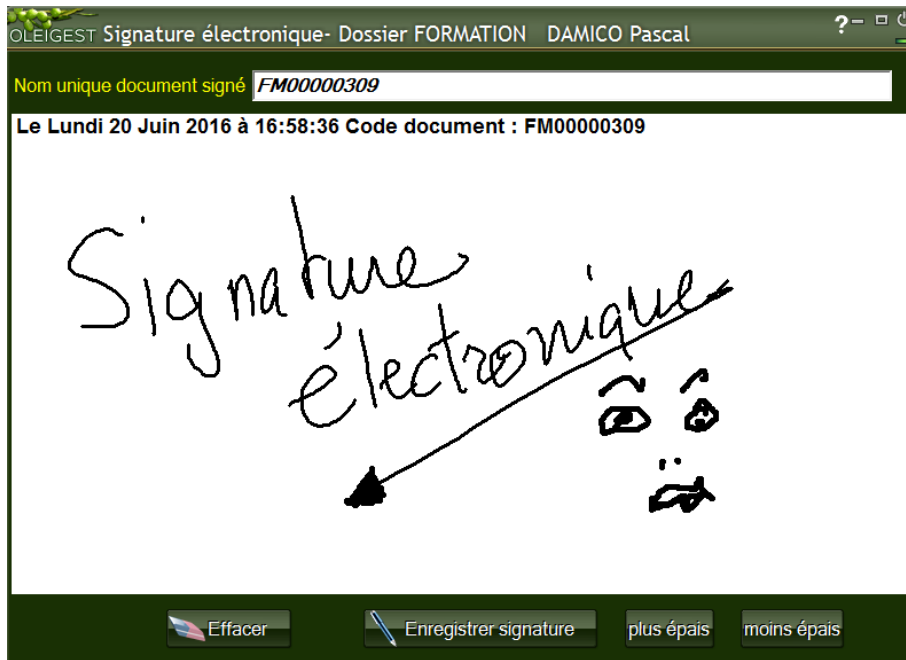 OLEIGEST Signature électronique- Dossier FORMATION DAMICO Pascal ?
Nom unique document signé FM00000309
Le Lundi 20 Juin 2016 à 16:58:36 Code document : FM00000309
Signature
électronique
Effacer Enregistrer signature plus épais moins épais